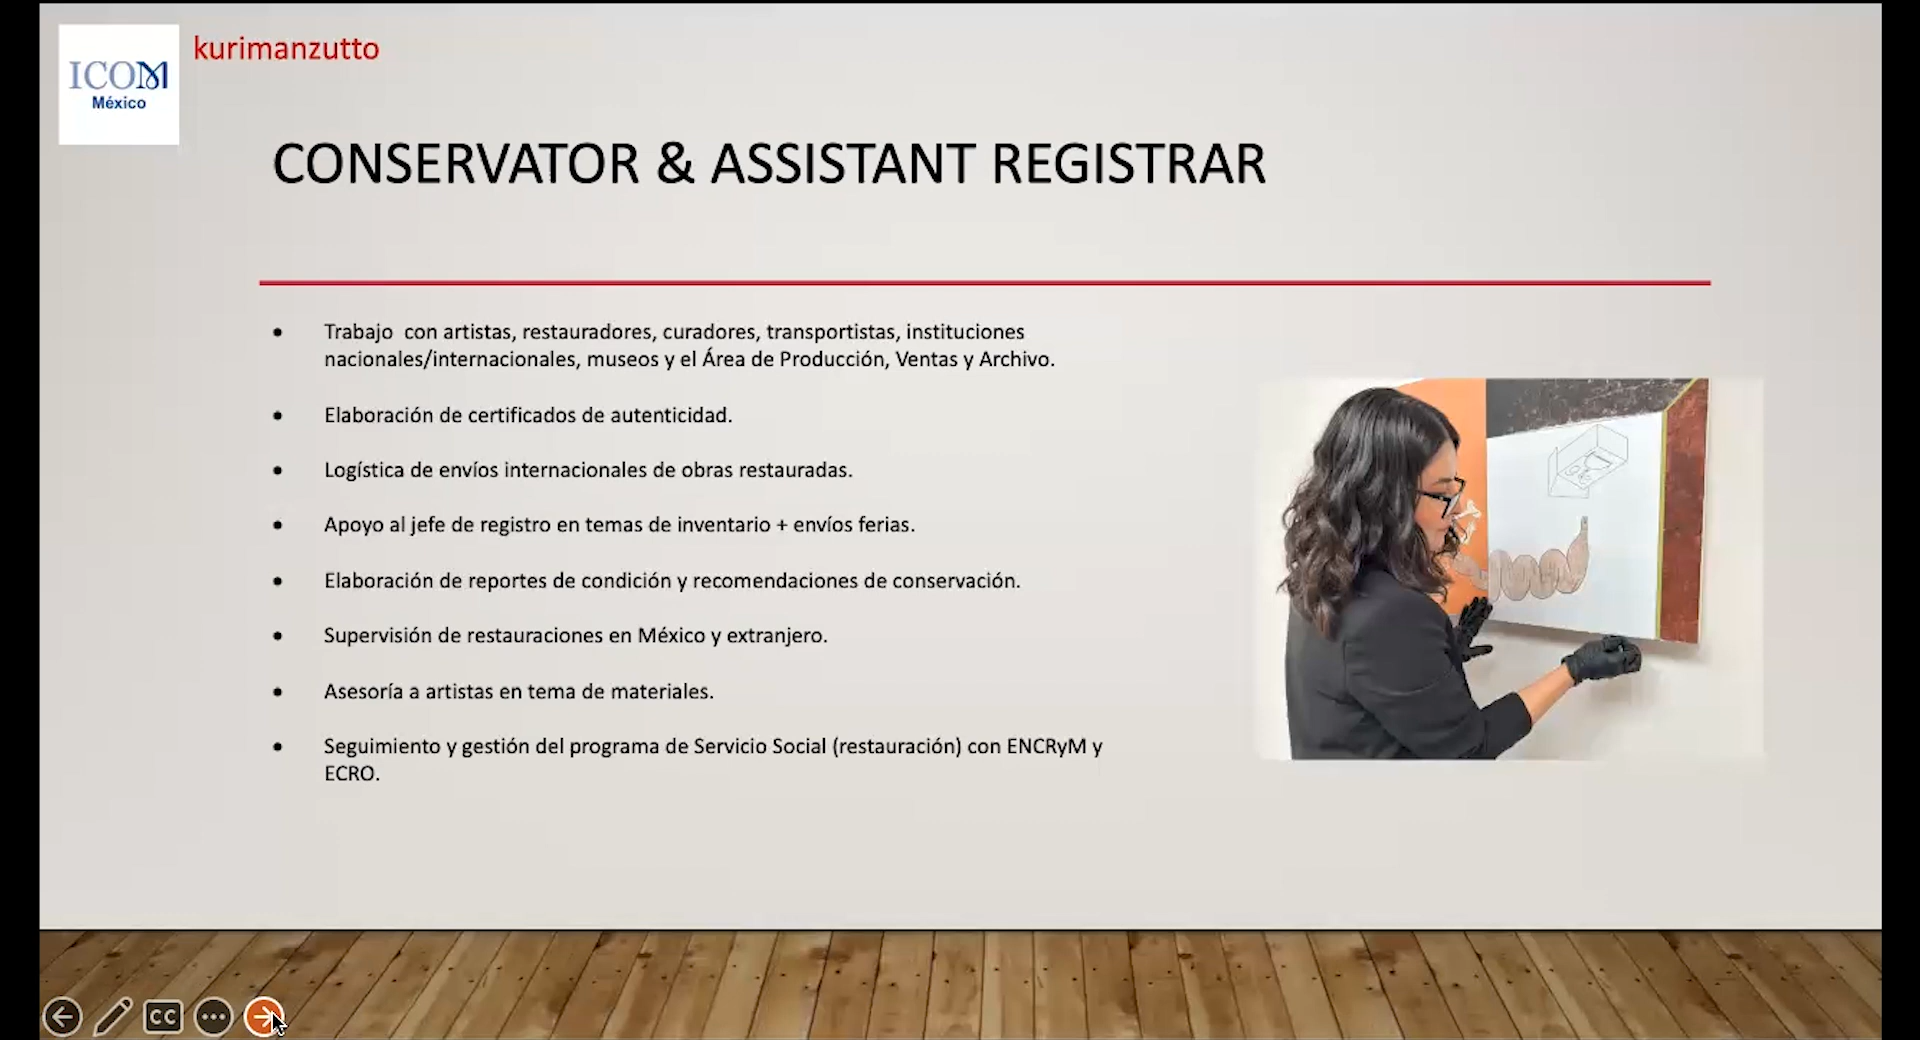 ICOM
México
kurimanzutto
CONSERVATOR & ASSISTANT REGISTRAR
• Trabajo con artistas, restauradores, curadores, transportistas, instituciones
nacionales/internacionales, museos y el Área de Producción, Ventas y Archivo.
• Elaboración de certificados de autenticidad.
• Logística de envíos internacionales de obras restauradas.
• Apoyo al jefe de registro en temas de inventario + envíos ferias.
• Elaboración de reportes de condición y recomendaciones de conservación.
• Supervisión de restauraciones en México y extranjero.
• Asesoría a artistas en tema de materiales.
• Seguimiento y gestión del programa de Servicio Social (restauración) con ENCRyM y
ECRO.
CC